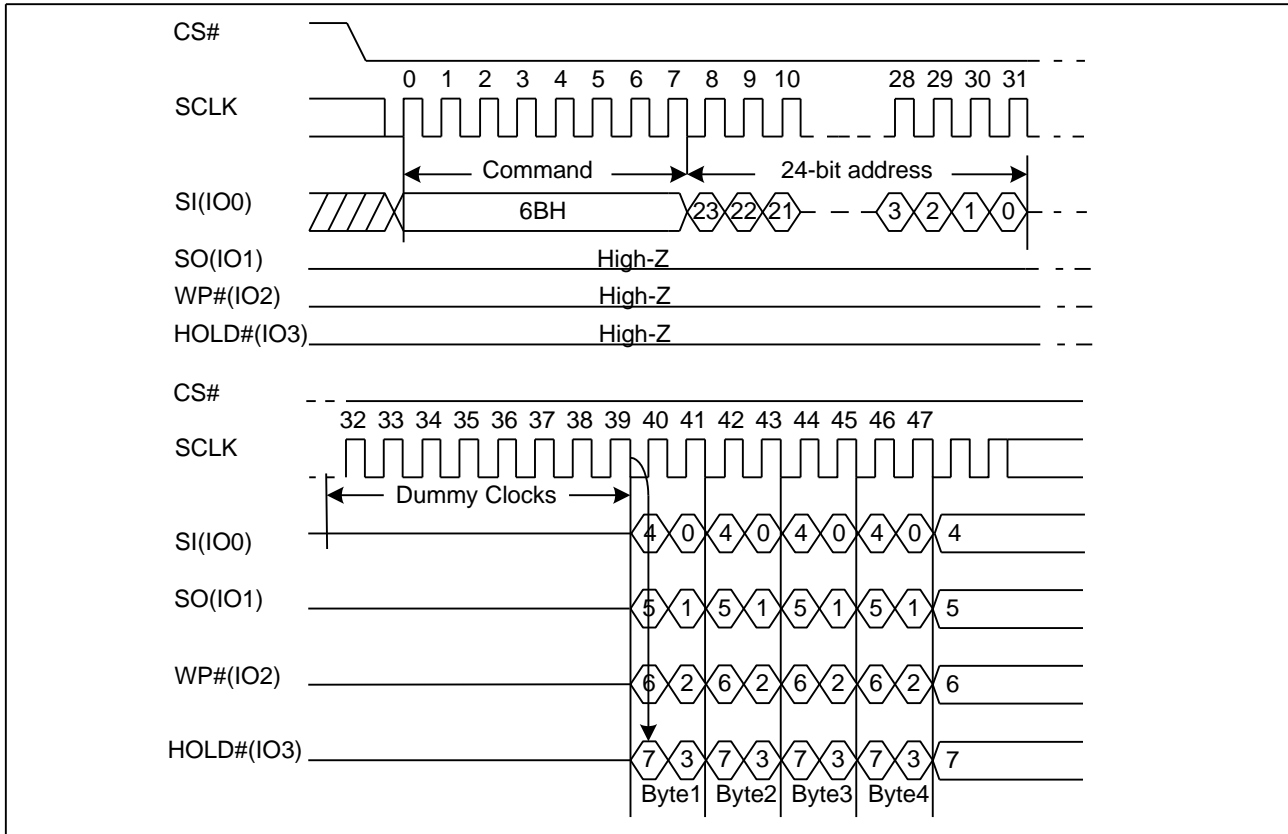 CS#
0 1 2 3 4 5 6 7 8 9 10 28 29 30 31
SCLK
Command 24-bit address
SI(IO0) 6BH 23 22 21 3 2 1 0
SO(IO1) High-Z
WP#(IO2) High-Z
HOLD#(IO3) High-Z
CS#
32 33 34 35 36 37 38 39 40 41 42 43 44 45 46 47
SCLK
Dummy Clocks
SI(IO0) 4 0 4 0 4 0 4 0 4
SO(IO1) 5 1 5 1 5 1 5 1 5
WP#(IO2) 6 2 6 2 6 2 6 2 6
HOLD#(IO3) 7 3 7 3 7 3 7 3 7
Byte1 Byte2 Byte3 Byte4